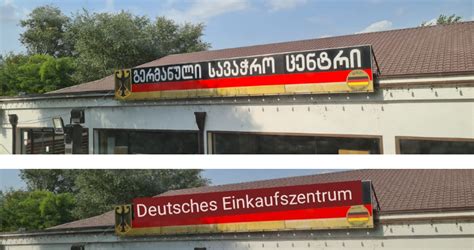 გერმანული სავაჭრო ცენტრი
Deutsches Einkaufszentrum